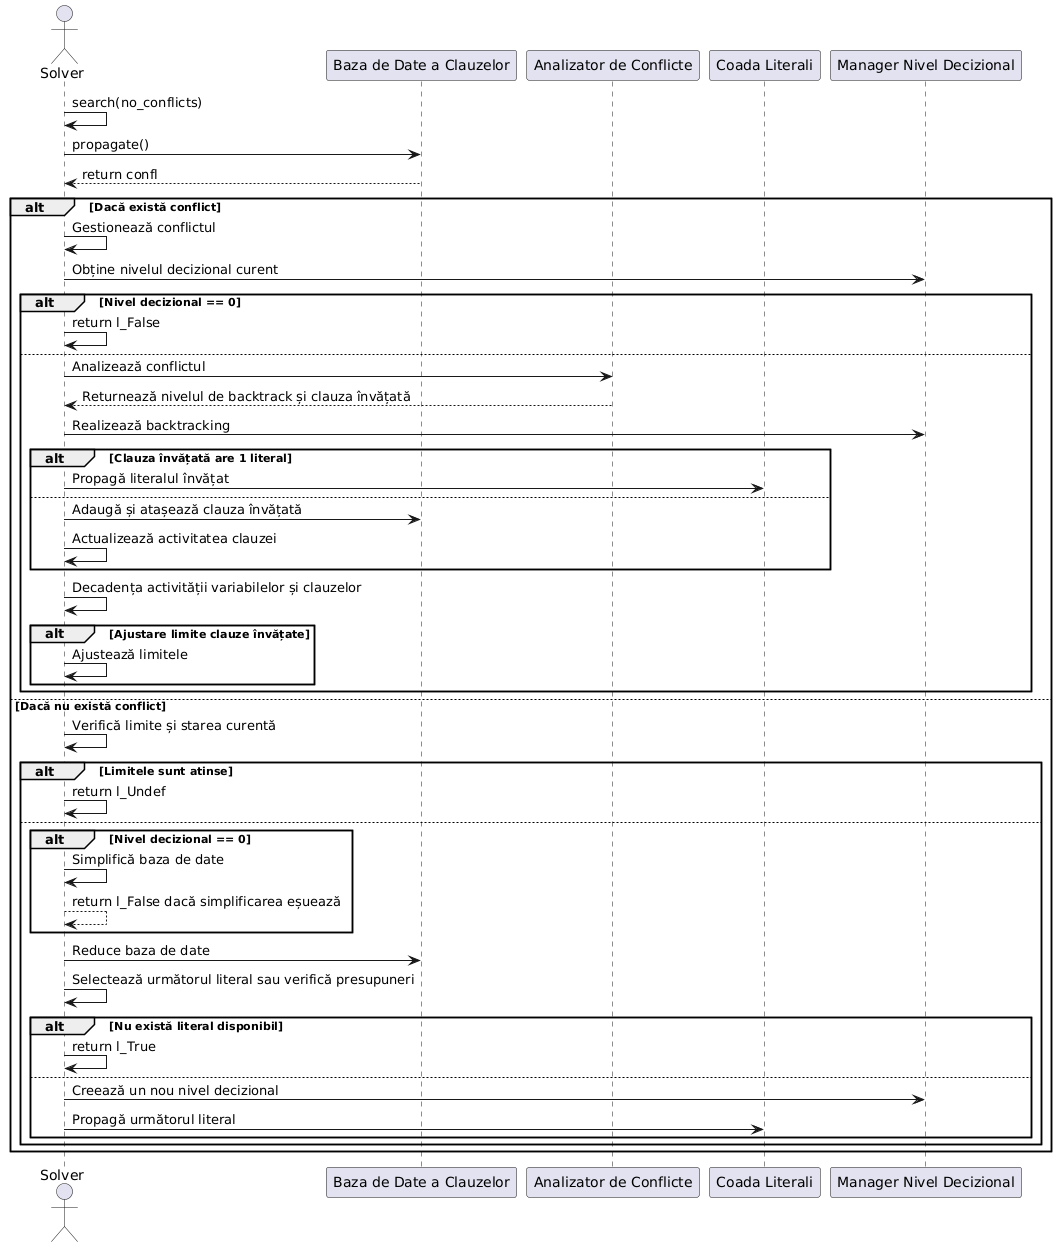 Solver
Baza de Date a Clauzelor
Analizator de Conflicte
Coada Literali
Manager Nivel Decizional
search(no_conflicts)
propagate()
return confl
alt [Dacă există conflict]
Gestionează conflictul
Obține nivelul decizional curent
alt [Nivel decizional == 0]
return l_False
Analizează conflictul
Returnează nivelul de backtrack și clauza învățată
Realizează backtracking
alt [Clauza învățată are 1 literal]
Propagă literalul învățat
Adaugă și atașează clauza învățată
Actualizează activitatea clauzei
Decadența activității variabilelor și clauzelor
alt [Ajustare limite clauze învățate]
Ajustează limitele
[Dacă nu există conflict]
Verifică limite și starea curentă
alt [Limitele sunt atinse]
return l_Undef
alt [Nivel decizional == 0]
Simplifică baza de date
return l_False dacă simplificarea eșuează
Reduce baza de date
Selectează următorul literal sau verifică presupuneri
alt [Nu există literal disponibil]
return l_True
Creează un nou nivel decizional
Propagă următorul literal
Solver
Baza de Date a Clauzelor
Analizator de Conflicte
Coada Literali
Manager Nivel Decizional